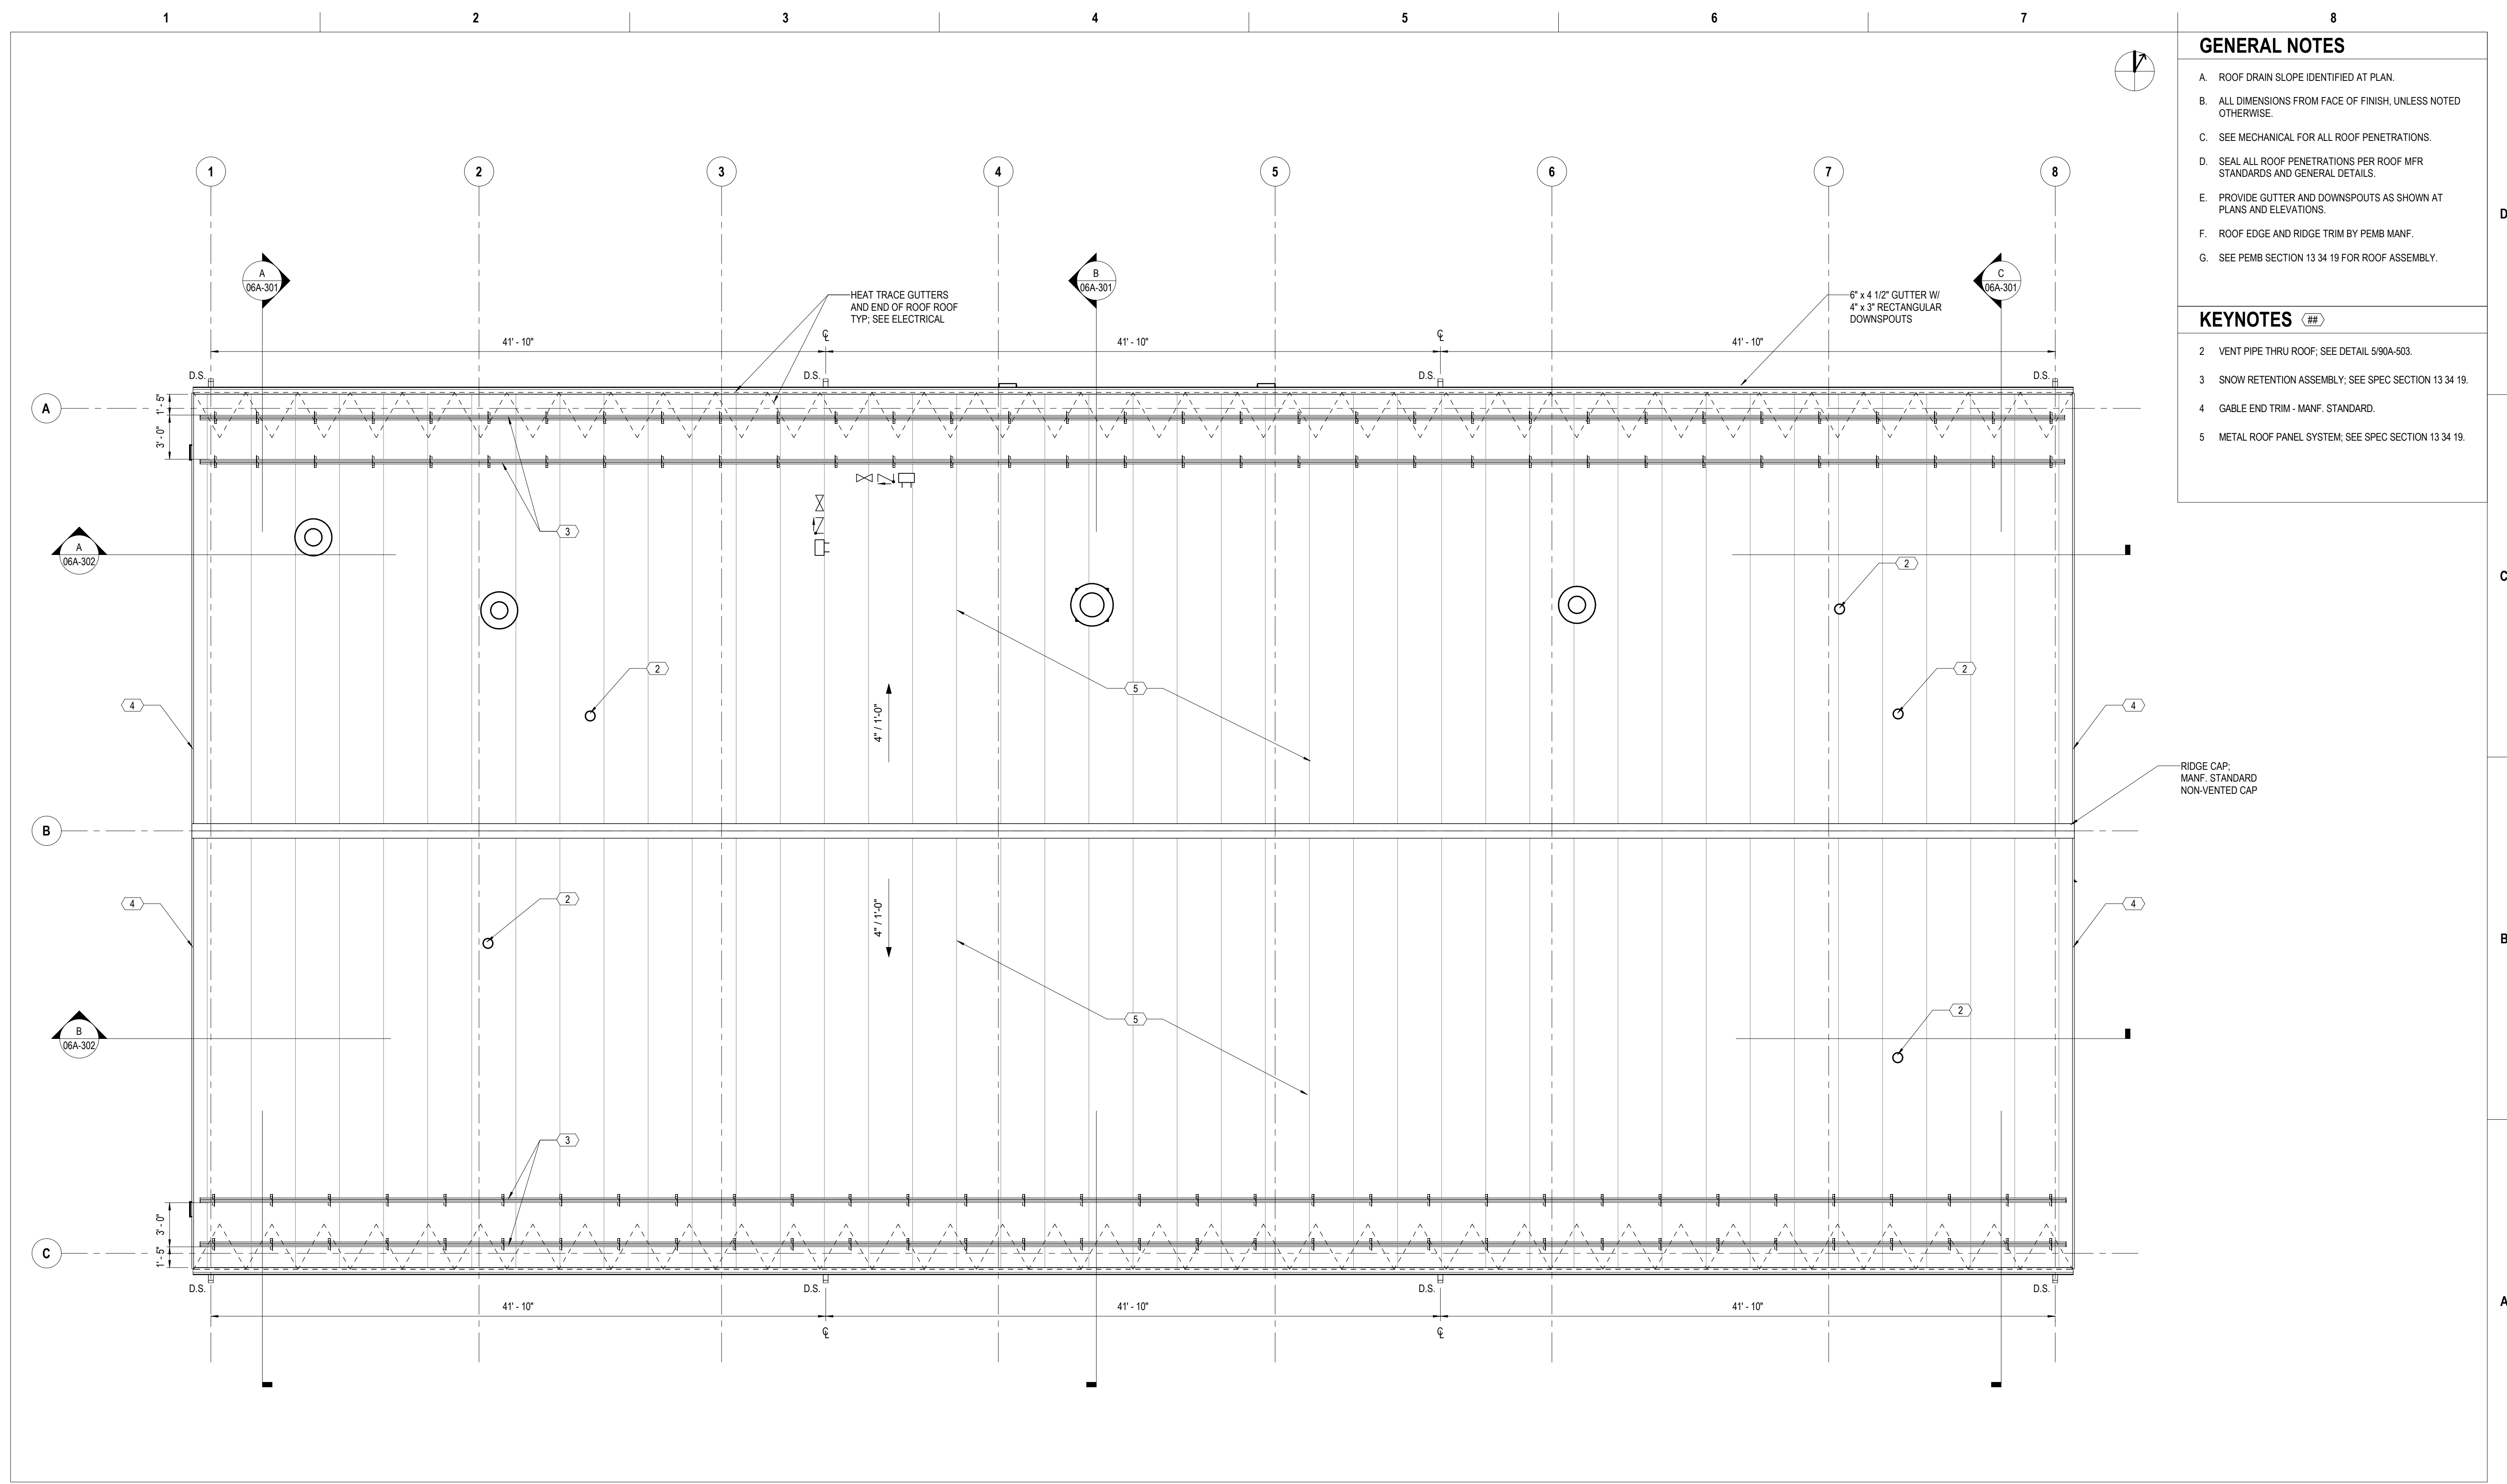 1 2 3 4 5 6 7 8
GENERAL NOTES
A. ROOF DRAIN SLOPE IDENTIFIED AT PLAN.
B. ALL DIMENSIONS FROM FACE OF FINISH, UNLESS NOTED
OTHERWISE.
C. SEE MECHANICAL FOR ALL ROOF PENETRATIONS.
D. SEAL ALL ROOF PENETRATIONS PER ROOF MFR
STANDARDS AND GENERAL DETAILS.
E. PROVIDE GUTTER AND DOWNSPOUTS AS SHOWN AT
PLANS AND ELEVATIONS.
F. ROOF EDGE AND RIDGE TRIM BY PEMB MANF.
G. SEE PEMB SECTION 13 34 19 FOR ROOF ASSEMBLY.
KEYNOTES ##
2 VENT PIPE THRU ROOF; SEE DETAIL 5/90A-503.
3 SNOW RETENTION ASSEMBLY; SEE SPEC SECTION 13 34 19.
4 GABLE END TRIM - MANF. STANDARD.
5 METAL ROOF PANEL SYSTEM; SEE SPEC SECTION 13 34 19.
D
C
B
A
1 2 3 4 5 6 7 8
A
06A-301
B
06A-301
C
06A-301
HEAT TRACE GUTTERS
AND END OF ROOF ROOF
TYP; SEE ELECTRICAL
6" x 4 1/2" GUTTER W/
4" x 3" RECTANGULAR
DOWNSPOUTS
℄ ℄
41' - 10" 41' - 10" 41' - 10"
D.S. D.S. D.S. D.S.
A
1' - 5"
3' - 0"
3
A
06A-302
2
2
2
5
4
4
4" / 1'-0"
RIDGE CAP;
MANF. STANDARD
NON-VENTED CAP
B
2
4
4
4" / 1'-0"
5
2
B
06A-302
3
3' - 0"
1' - 5"
C
D.S. D.S. D.S. D.S.
41' - 10" 41' - 10" 41' - 10"
℄ ℄